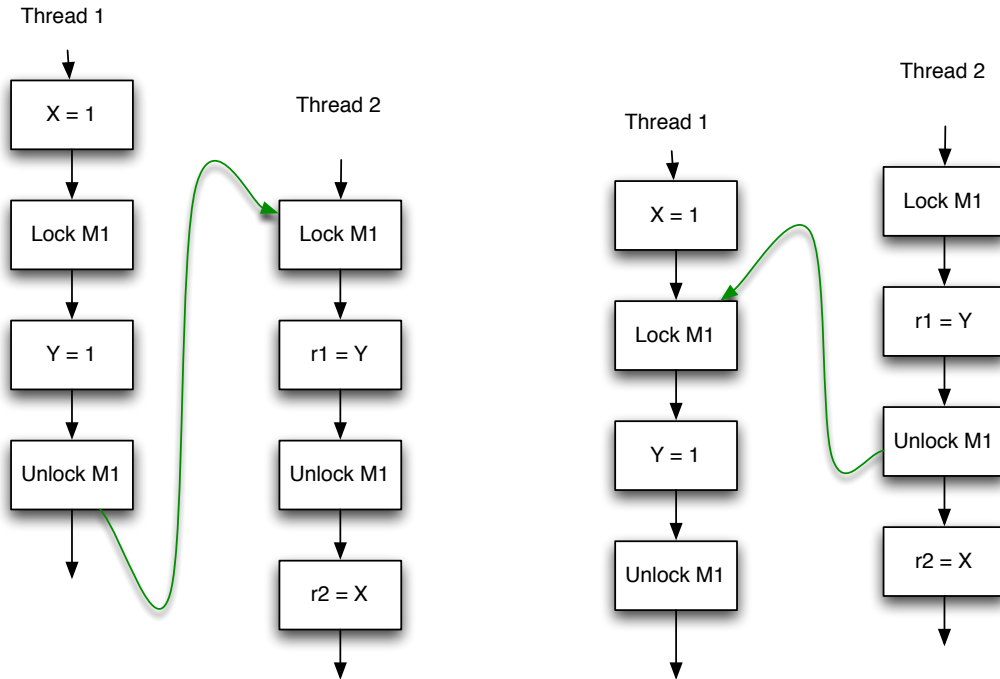 Thread 1
X = 1
Lock M1
Y = 1
Unlock M1
Thread 2
Lock M1
r1 = Y
Unlock M1
r2 = X
Thread 1
X = 1
Lock M1
Y = 1
Unlock M1
Thread 2
Lock M1
r1 = Y
Unlock M1
r2 = X